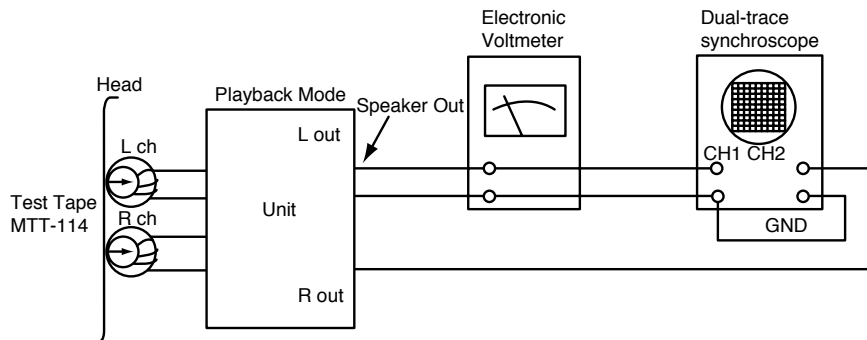 Electronic
Voltmeter
Dual-trace
synchroscope
Head
Playback Mode
Speaker Out
L out
L ch
CH1 CH2
Test Tape
MTT-114
R ch
Unit
GND
R out